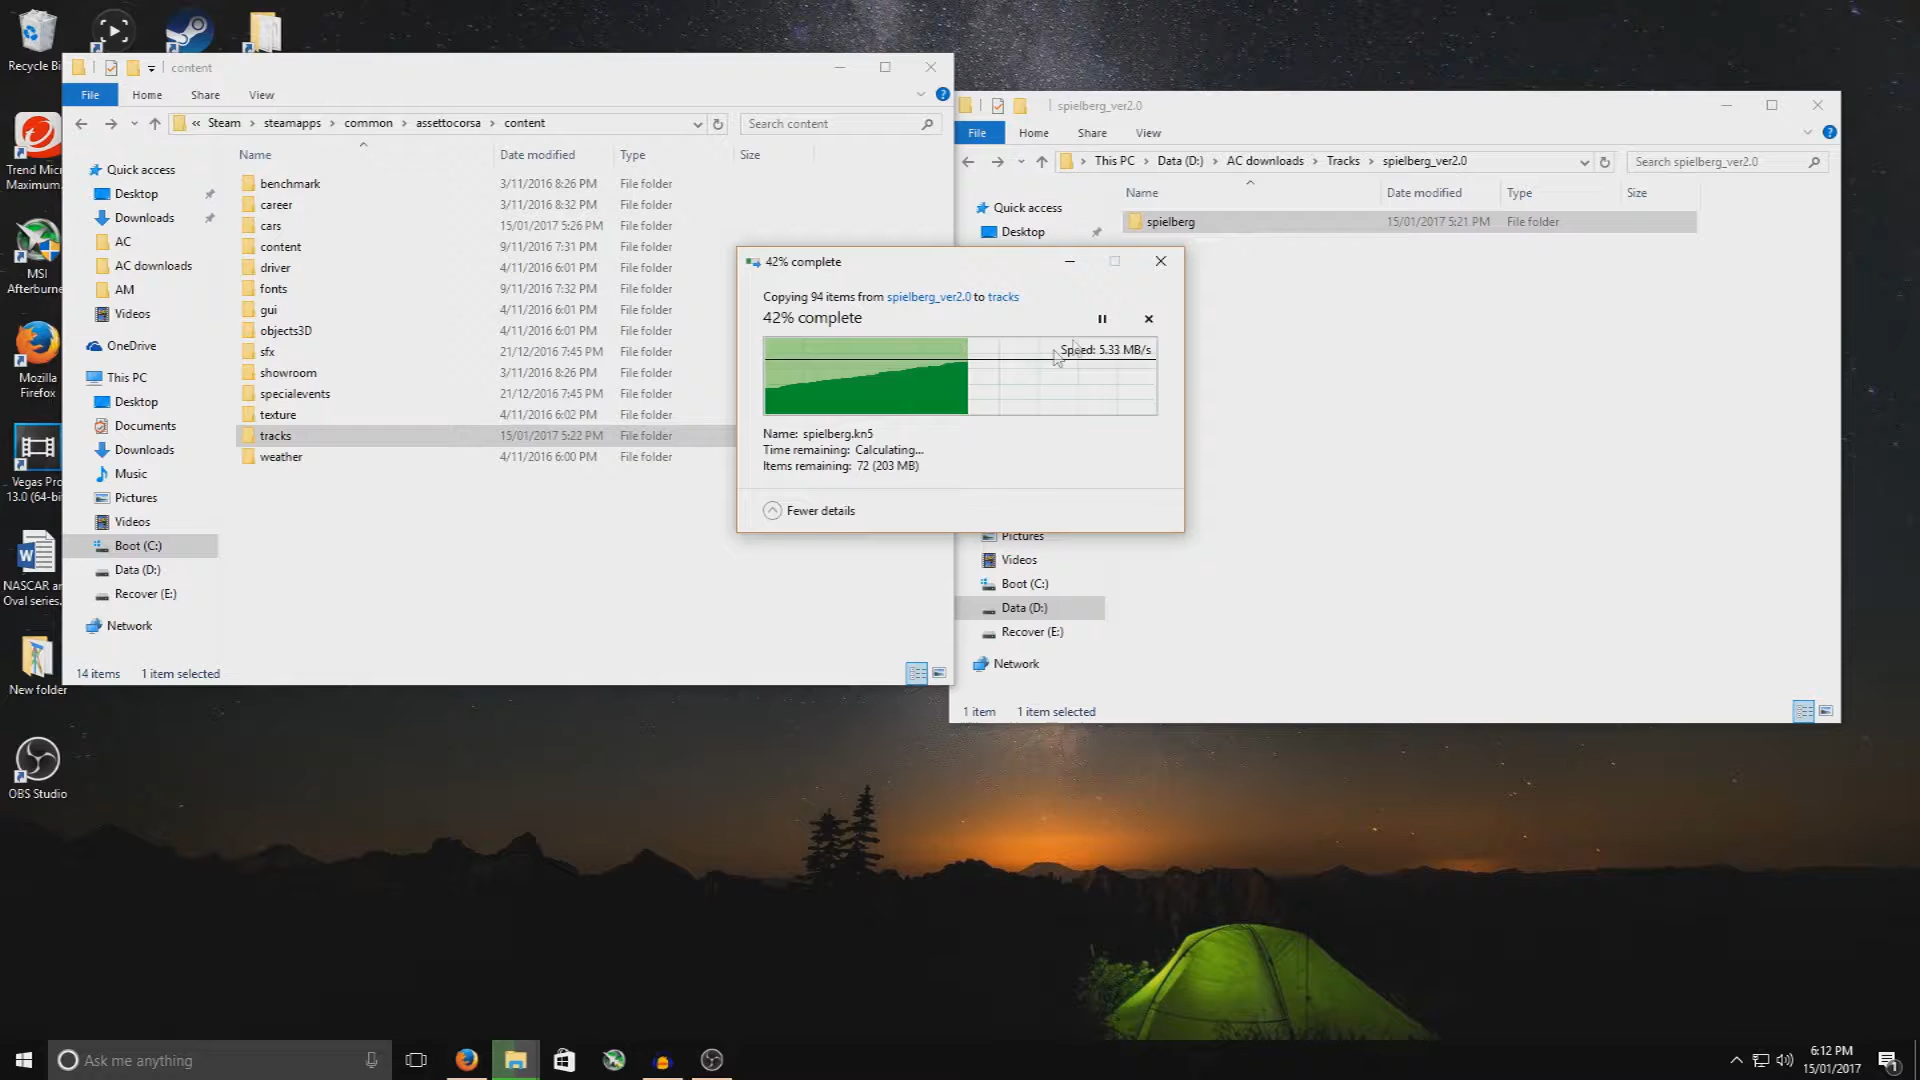 Recycle Bi
Trend Micr
Maximum.
MSI
Afterburne
Mozilla
Firefox
Vegas Pro
13.0 (64-bi
NASCAR an
Oval series.
New folder
OBS Studio
content
File Home Share View
« Steam > steamapps > common > assettocorsa > content
Search content
Name Date modified Type Size
Quick access
Desktop
Downloads
AC
AC downloads
AM
Videos
OneDrive
This PC
Desktop
Documents
Downloads
Music
Pictures
Videos
Boot (C:)
Data (D:)
Recover (E:)
Network
benchmark 3/11/2016 8:26 PM File folder
career 3/11/2016 8:32 PM File folder
cars 15/01/2017 5:26 PM File folder
content 9/11/2016 7:31 PM File folder
driver 4/11/2016 6:01 PM File folder
fonts 9/11/2016 7:32 PM File folder
gui 4/11/2016 6:01 PM File folder
objects3D 4/11/2016 6:01 PM File folder
sfx 21/12/2016 7:45 PM File folder
showroom 3/11/2016 8:26 PM File folder
specialevents 21/12/2016 7:45 PM File folder
texture 4/11/2016 6:02 PM File folder
tracks 15/01/2017 5:22 PM File folder
weather 4/11/2016 6:00 PM File folder
14 items 1 item selected
spielberg_ver2.0
File Home Share View
This PC > Data (D:) > AC downloads > Tracks > spielberg_ver2.0
Search spielberg_ver2.0
Name Date modified Type Size
Quick access
Desktop
spielberg 15/01/2017 5:21 PM File folder
Pictures
Videos
Boot (C:)
Data (D:)
Recover (E:)
Network
1 item 1 item selected
42% complete
Copying 94 items from spielberg_ver2.0 to tracks
42% complete
Speed: 5.33 MB/s
Name: spielberg.kn5
Time remaining: Calculating...
Items remaining: 72 (203 MB)
Fewer details
Ask me anything
6:12 PM
15/01/2017
1